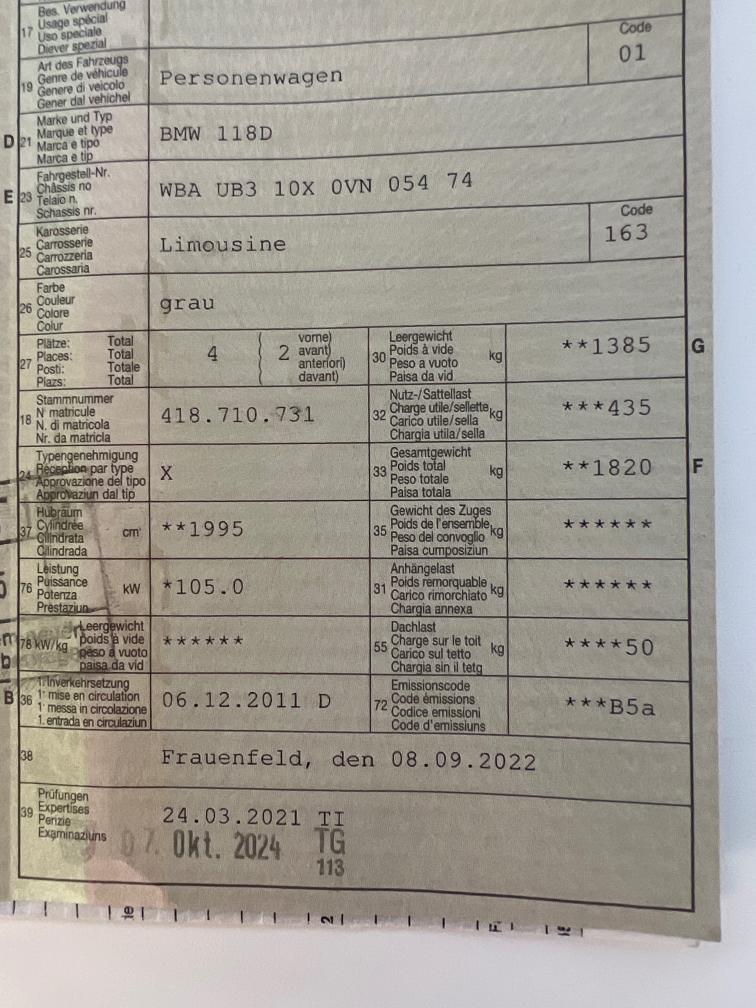 Bes. Verwendung
17 Usage spécial
Uso speciale
Diever spezial
Art des Fahrzeugs
19 Genre de véhicule
Genere di veicolo
Gener dal vehichel
Personenwagen
Code
01
Marke und Typ
D 21 Marque et type
Marca e tipo
Marca e tip
BMW 118D
Fahrgestell-Nr.
E 23 Châssis no
Telaio n.
Schassis nr.
WBA UB3 10X 0VN 054 74
Karosserie
25 Carrosserie
Carrozzeria
Carossaria
Limousine
Code
163
Farbe
26 Couleur
Colore
Colur
grau
Plätze: Total
27 Places: Total
Posti: Totale
Plazs: Total
4 ( 2 vorne)
avant)
anteriori)
davant)
Leergewicht
30 Poids à vide kg
Peso a vuoto
Paisa da vid
**1385 G
Stammnummer
18 N° matricule
N. di matricola
Nr. da matricla
418.710.731
Nutz-/Sattellast
32 Charge utile/sellette kg
Carico utile/sella
Chargia utila/sella
***435
Typengenehmigung
24 Réception par type
Approvazione del tipo
Approvaziun dal tip
X
Gesamtgewicht
33 Poids total kg
Peso totale
Paisa totala
**1820 F
Hubraum
37 Cylindrée cm³
Cilindrata
Cilindrada
**1995
Gewicht des Zuges
35 Poids de l'ensemble kg
Peso del convoglio
Paisa cumposiziun
******
Leistung
76 Puissance kW
Potenza
Prestaziun
*105.0
Anhängelast
31 Poids remorquable kg
Carico rimorchiato
Chargia annexa
******
Leergewicht
78 kW/kg poids à vide
peso a vuoto
paisa da vid
******
Dachlast
55 Charge sur le toit kg
Carico sul tetto
Chargia sin il tetg
****50
1. Inverkehrsetzung
B 36 1° mise en circulation
1° messa in circolazione
1. entrada en circulaziun
06.12.2011 D
Emissionscode
72 Code émissions
Codice emissioni
Code d'emissiuns
***B5a
38 Frauenfeld, den 08.09.2022
Prüfungen
39 Expertises
Perizie
Examinaziuns
24.03.2021 TI
07. Okt. 2024 TG
113